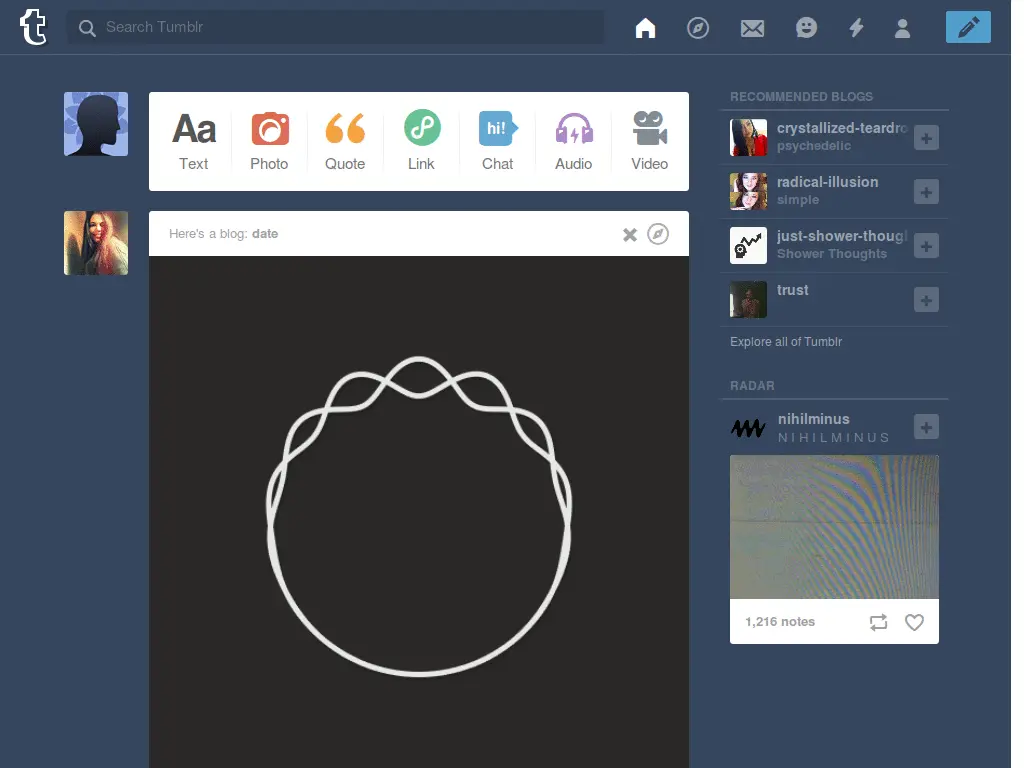 Search Tumblr
Aa
hi!
Text Photo Quote Link Chat Audio Video
Here's a blog: date
RECOMMENDED BLOGS
crystallized-teardro
psychedelic
radical-illusion
simple
just-shower-thoug
Shower Thoughts
trust
Explore all of Tumblr
RADAR
nihilminus
N I H I L M I N U S
1,216 notes